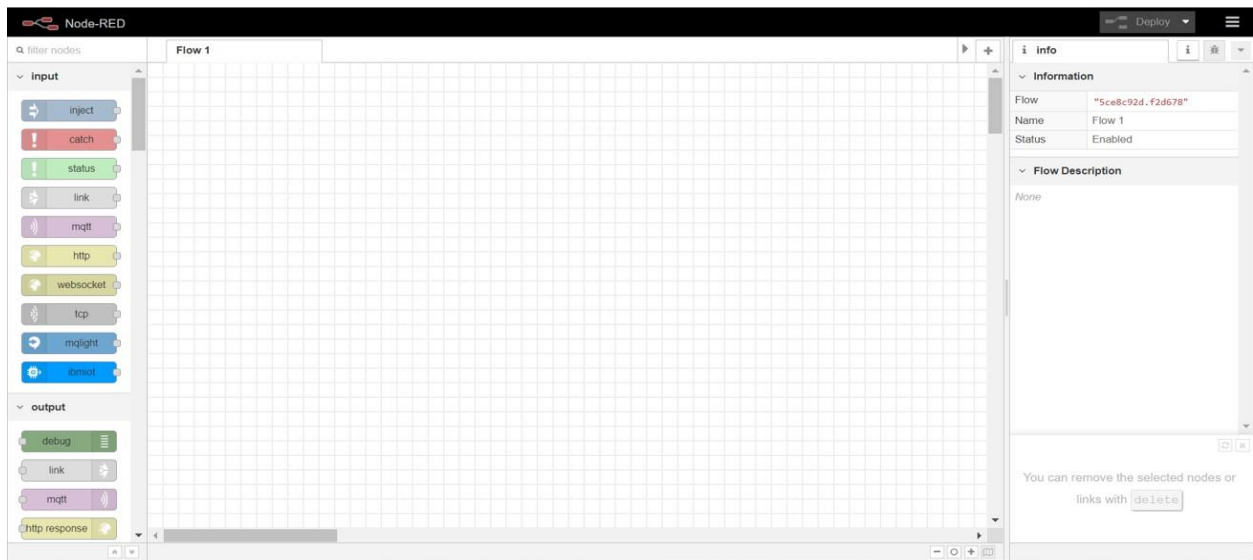 Node-RED
Deploy
filter nodes
Flow 1
i info
i
input
inject
catch
status
link
mqtt
http
websocket
tcp
mqlight
ibmiot
output
debug
link
mqtt
http response
Information
Flow "5ce8c92d.f2d678"
Name Flow 1
Status Enabled
Flow Description
None
You can remove the selected nodes or
links with delete